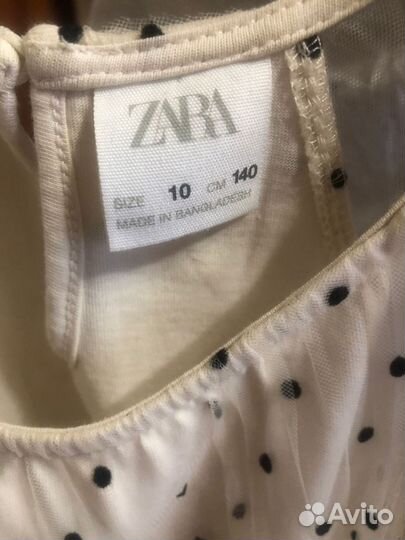 ZARA
SIZE 10 CM 140
MADE IN BANGLADESH
Avito